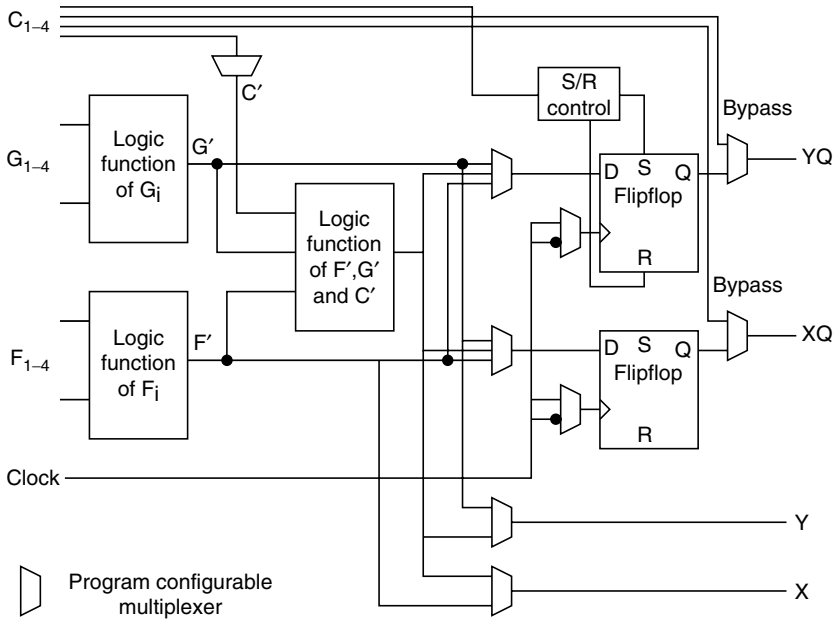 C1–4
C′
S/R
control
Bypass
G1–4
Logic
function
of Gi
G′
D S Q
Flipflop
R
YQ
Logic
function
of F′,G′
and C′
Bypass
F1–4
Logic
function
of Fi
F′
D S Q
Flipflop
R
XQ
Clock
Y
X
Program configurable
multiplexer